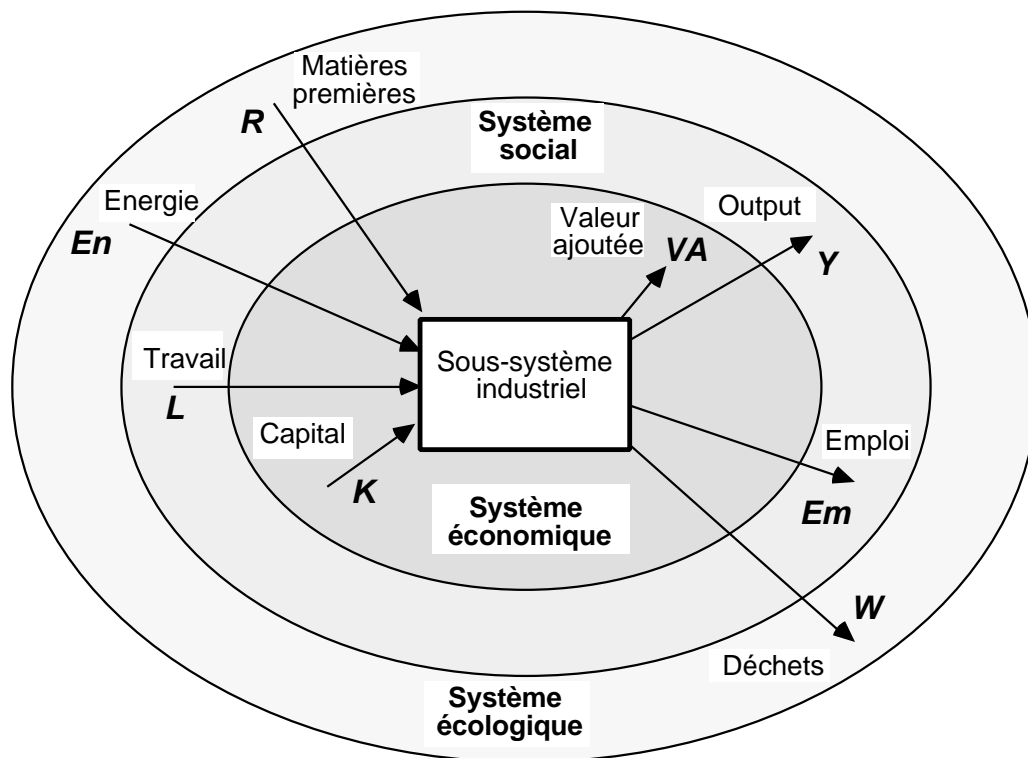 Matières
premières
R
Système
social
Energie
En
Valeur
ajoutée
VA
Output
Y
Travail
L
Sous-système
industriel
Capital
K
Emploi
Em
Système
économique
W
Déchets
Système
écologique